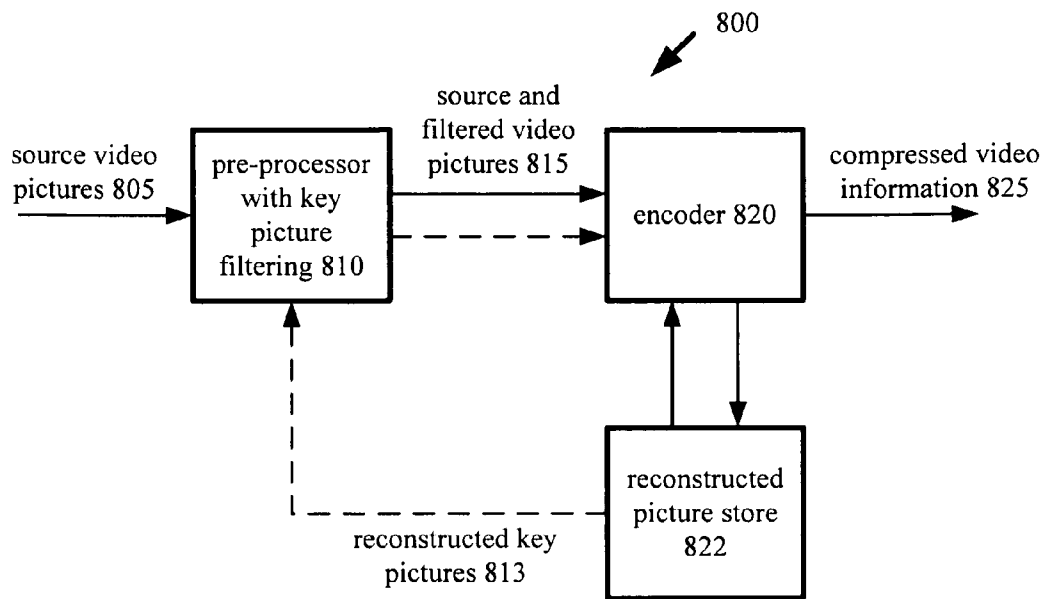 800
source video
pictures 805
pre-processor
with key
picture
filtering 810
source and
filtered video
pictures 815
encoder 820
compressed video
information 825
reconstructed
picture store
822
reconstructed key
pictures 813